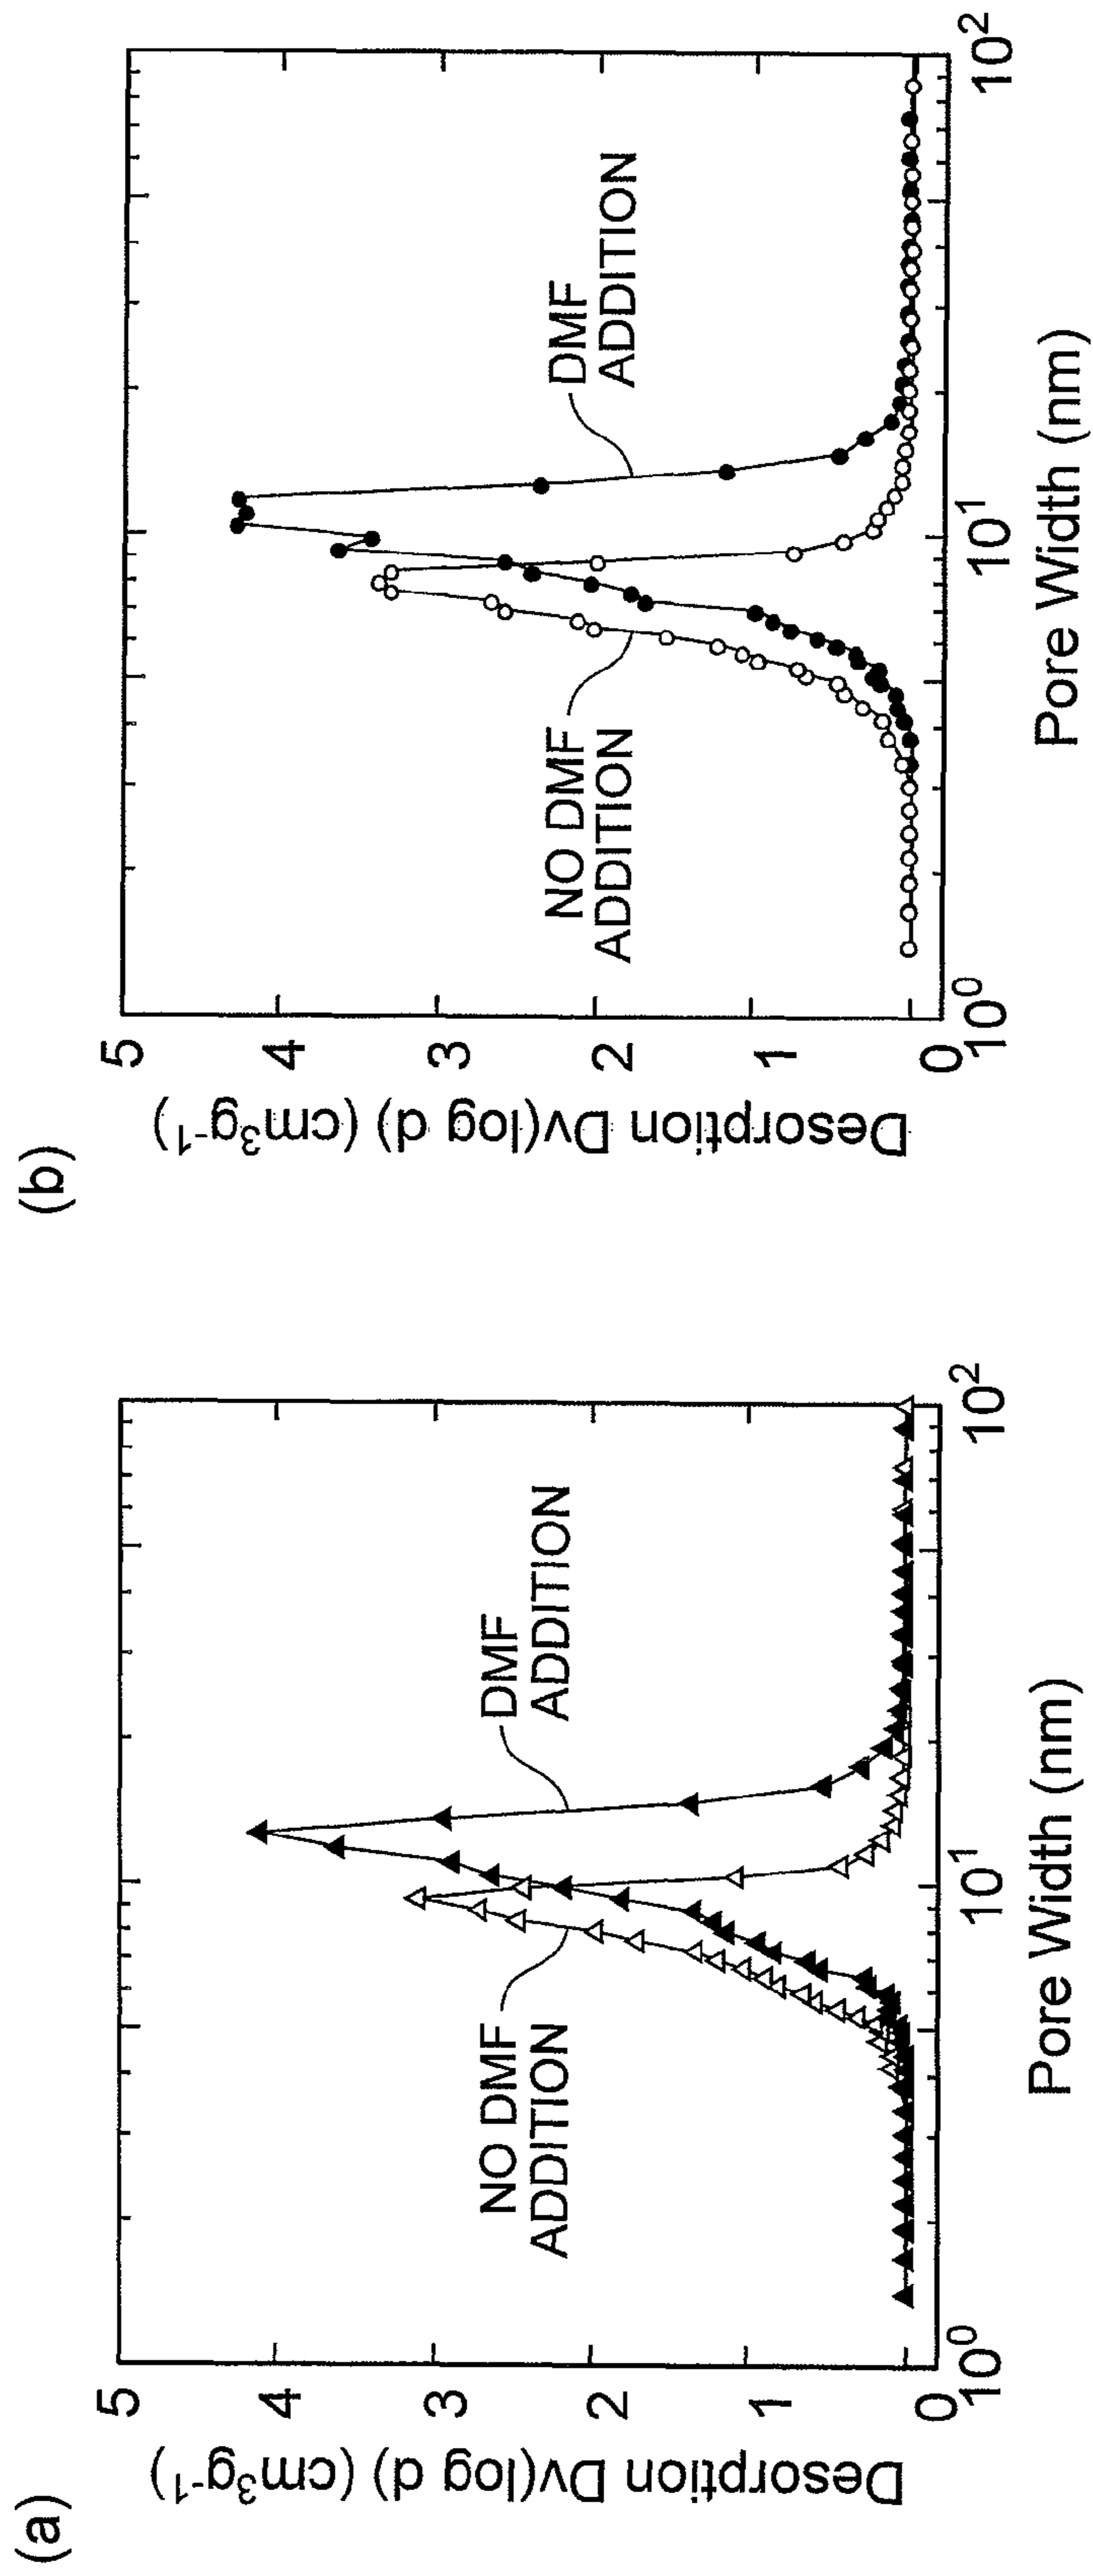 (a)
Desorption Dv(log d) (cm³g⁻¹)
5
4
3
2
1
0
NO DMF
ADDITION
DMF
ADDITION
10⁰
10¹
10²
Pore Width (nm)
(b)
Desorption Dv(log d) (cm³g⁻¹)
5
4
3
2
1
0
NO DMF
ADDITION
DMF
ADDITION
10⁰
10¹
10²
Pore Width (nm)